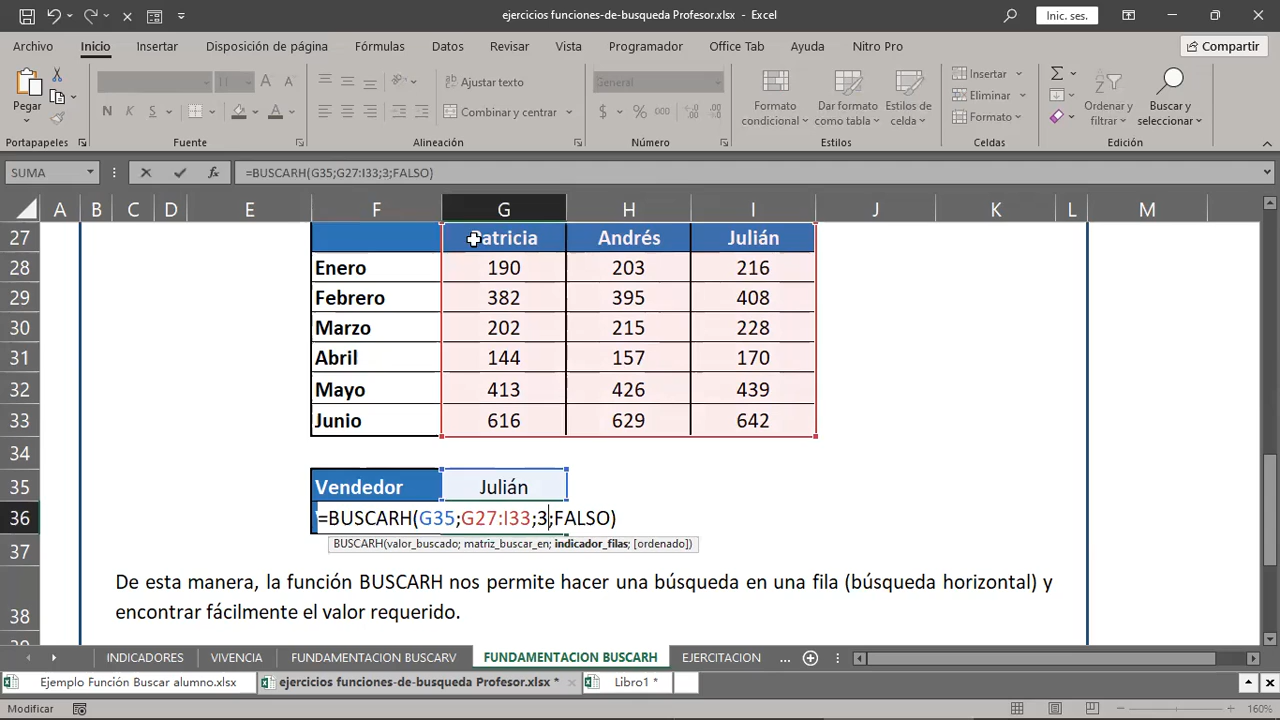 ejercicios funciones-de-busqueda Profesor.xlsx - Excel
Inic. ses.
Archivo Inicio Insertar Disposición de página Fórmulas Datos Revisar Vista Programador Office Tab Ayuda Nitro Pro Compartir
Pegar
11
Ajustar texto
General
Insertar
Eliminar
Formato
N K S
Combinar y centrar
$ % 000
Formato condicional
Dar formato como tabla
Estilos de celda
Ordenar y filtrar
Buscar y seleccionar
Portapapeles Fuente Alineación Número Estilos Celdas Edición
SUMA =BUSCARH(G35;G27:I33;3;FALSO)
A B C D E F G H I J K L M
27 Patricia Andrés Julián
28 Enero 190 203 216
29 Febrero 382 395 408
30 Marzo 202 215 228
31 Abril 144 157 170
32 Mayo 413 426 439
33 Junio 616 629 642
34
35 Vendedor Julián
36 =BUSCARH(G35;G27:I33;3;FALSO)
BUSCARH(valor_buscado; matriz_buscar_en; indicador_filas; [ordenado])
37
De esta manera, la función BUSCARH nos permite hacer una búsqueda en una fila (búsqueda horizontal) y
38 encontrar fácilmente el valor requerido.
INDICADORES VIVENCIA FUNDAMENTACION BUSCARV FUNDAMENTACION BUSCARH EJERCITACION ...
Ejemplo Función Buscar alumno.xlsx ejercicios funciones-de-busqueda Profesor.xlsx * Libro1 *
Modificar 160%